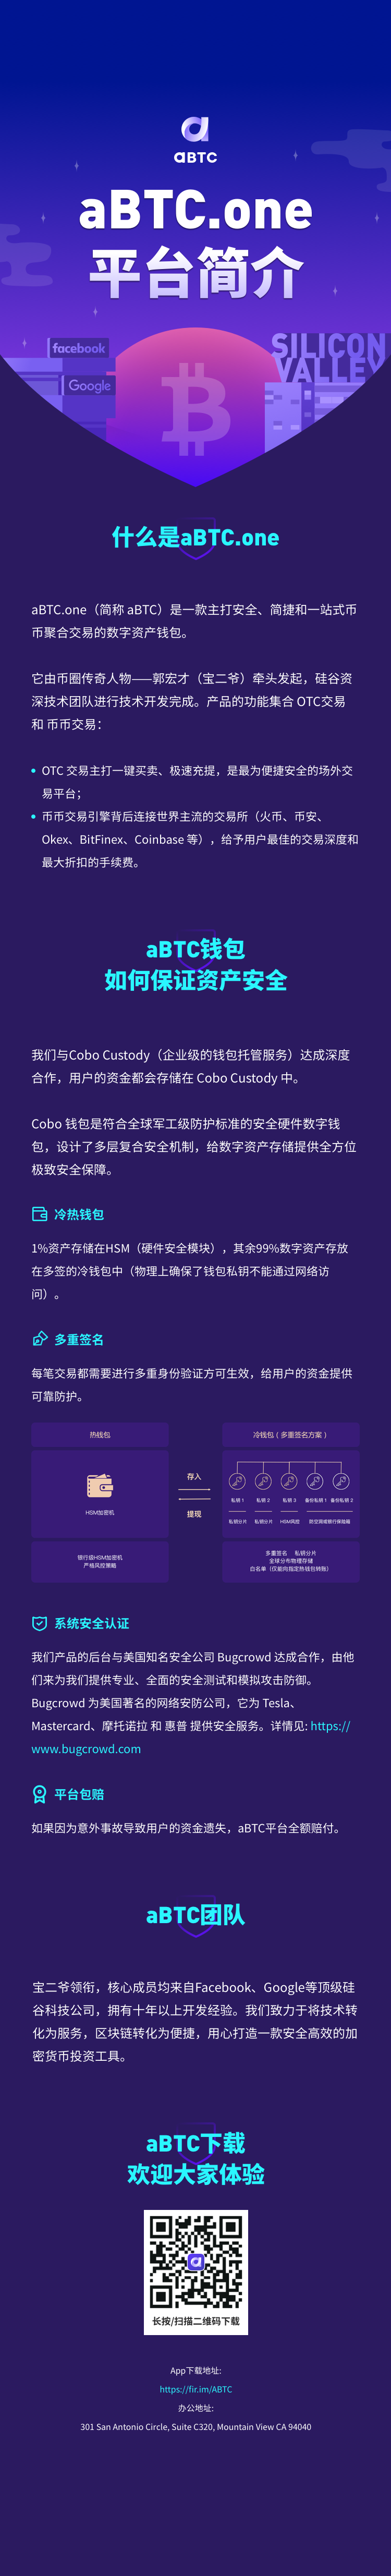 aBTC
aBTC.one
平台简介
facebook
Google
SILICON
VALLEY
什么是aBTC.one
aBTC.one（简称 aBTC）是一款主打安全、简捷和一站式币
币聚合交易的数字资产钱包。
它由币圈传奇人物——郭宏才（宝二爷）牵头发起，硅谷资
深技术团队进行技术开发完成。产品的功能集合 OTC交易
和 币币交易：
OTC 交易主打一键买卖、极速充提，是最为便捷安全的场外交
易平台；
币币交易引擎背后连接世界主流的交易所（火币、币安、
Okex、BitFinex、Coinbase 等），给予用户最佳的交易深度和
最大折扣的手续费。
aBTC钱包
如何保证资产安全
我们与Cobo Custody（企业级的钱包托管服务）达成深度
合作，用户的资金都会存储在 Cobo Custody 中。
Cobo 钱包是符合全球军工级防护标准的安全硬件数字钱
包，设计了多层复合安全机制，给数字资产存储提供全方位
极致安全保障。
冷热钱包
1%资产存储在HSM（硬件安全模块），其余99%数字资产存放
在多签的冷钱包中（物理上确保了钱包私钥不能通过网络访
问）。
多重签名
每笔交易都需要进行多重身份验证方可生效，给用户的资金提供
可靠防护。
热钱包
冷钱包（多重签名方案）
存入
提现
HSM加密机
私钥 1 私钥 2 私钥 3 备份私钥 1 备份私钥 2
私钥分片 私钥分片 HSM风控 防空洞或银行保险箱
银行级HSM加密机
严格风控策略
多重签名 私钥分片
全球分布物理存储
白名单（仅能向指定热钱包转账）
系统安全认证
我们产品的后台与美国知名安全公司 Bugcrowd 达成合作，由他
们来为我们提供专业、全面的安全测试和模拟攻击防御。
Bugcrowd 为美国著名的网络安防公司，它为 Tesla、
Mastercard、摩托诺拉 和 惠普 提供安全服务。详情见: https://
www.bugcrowd.com
平台包赔
如果因为意外事故导致用户的资金遗失，aBTC平台全额赔付。
aBTC团队
宝二爷领衔，核心成员均来自Facebook、Google等顶级硅
谷科技公司，拥有十年以上开发经验。我们致力于将技术转
化为服务，区块链转化为便捷，用心打造一款安全高效的加
密货币投资工具。
aBTC下载
欢迎大家体验
长按/扫描二维码下载
App下载地址:
https://fir.im/ABTC
办公地址:
301 San Antonio Circle, Suite C320, Mountain View CA 94040